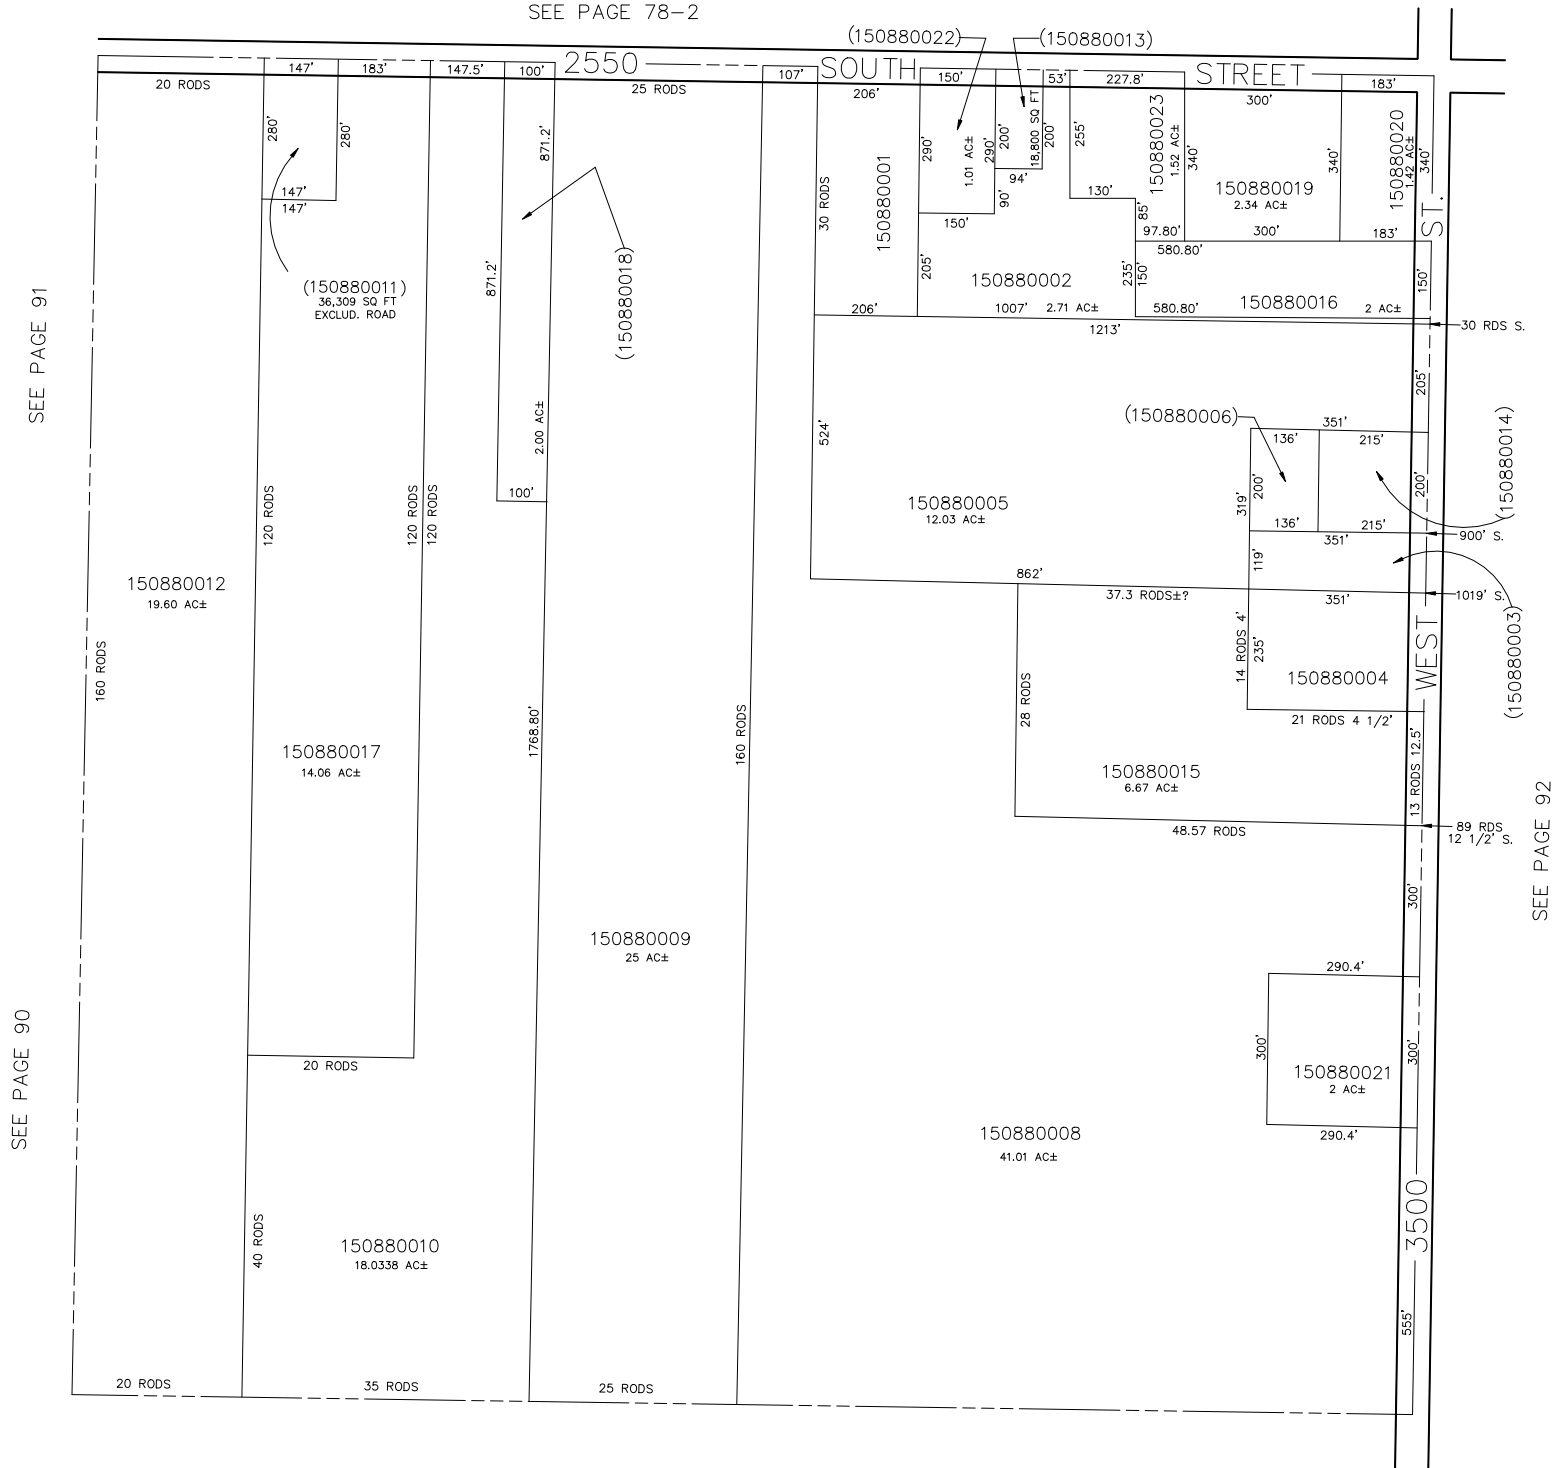 SEE PAGE 78-2
(150880022)
(150880013)
2550 SOUTH STREET
147'
183'
147.5'
100'
107'
150'
53'
227.8'
183'
20 RODS
25 RODS
206'
300'
280'
280'
871.2'
290'
1.01 AC±
290'
200'
18,800 SQ FT
200'
255'
150880023
1.52 AC±
340'
340'
150880020
1.42 AC±
340'
147'
147'
30 RODS
150880001
94'
90'
130'
150880019
2.34 AC±
150'
85'
97.80'
300'
183'
580.80'
ST.
(150880011)
36,309 SQ FT
EXCLUD. ROAD
871.2'
(150880018)
205'
150880002
235'
150'
150'
206'
1007'
2.71 AC±
580.80'
150880016
2 AC±
1213'
30 RDS S.
SEE PAGE 91
205'
2.00 AC±
524'
(150880006)
351'
136'
215'
(150880014)
100'
120 RODS
120 RODS
120 RODS
150880005
12.03 AC±
319'
200'
200'
136'
215'
351'
900' S.
119'
150880012
19.60 AC±
862'
37.3 RODS±?
351'
1019' S.
(150880003)
160 RODS
14 RODS 4'
235'
WEST
28 RODS
150880004
21 RODS 4 1/2'
1768.80'
160 RODS
150880017
14.06 AC±
150880015
6.67 AC±
13 RODS 12.5'
48.57 RODS
89 RDS
12 1/2' S.
SEE PAGE 92
300'
150880009
25 AC±
290.4'
SEE PAGE 90
300'
300'
20 RODS
150880021
2 AC±
290.4'
150880008
41.01 AC±
3500
40 RODS
150880010
18.0338 AC±
555'
20 RODS
35 RODS
25 RODS